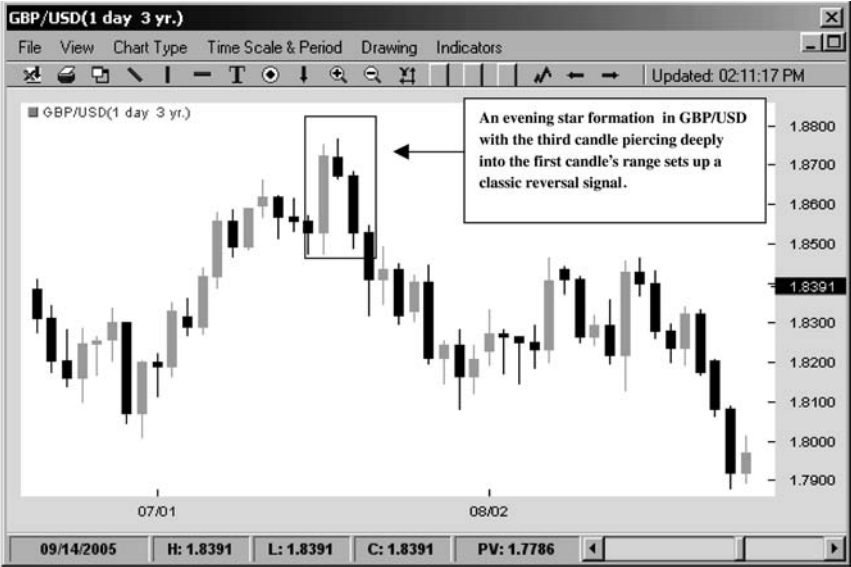 GBP/USD(1 day 3 yr.)
File View Chart Type Time Scale & Period Drawing Indicators
T Updated: 02:11:17 PM
GBP/USD(1 day 3 yr.)
An evening star formation in GBP/USD
with the third candle piercing deeply
into the first candle's range sets up a
classic reversal signal.
1.8800
1.8700
1.8600
1.8500
1.8391
1.8300
1.8200
1.8100
1.8000
1.7900
07/01 08/02
09/14/2005 H: 1.8391 L: 1.8391 C: 1.8391 PV: 1.7786